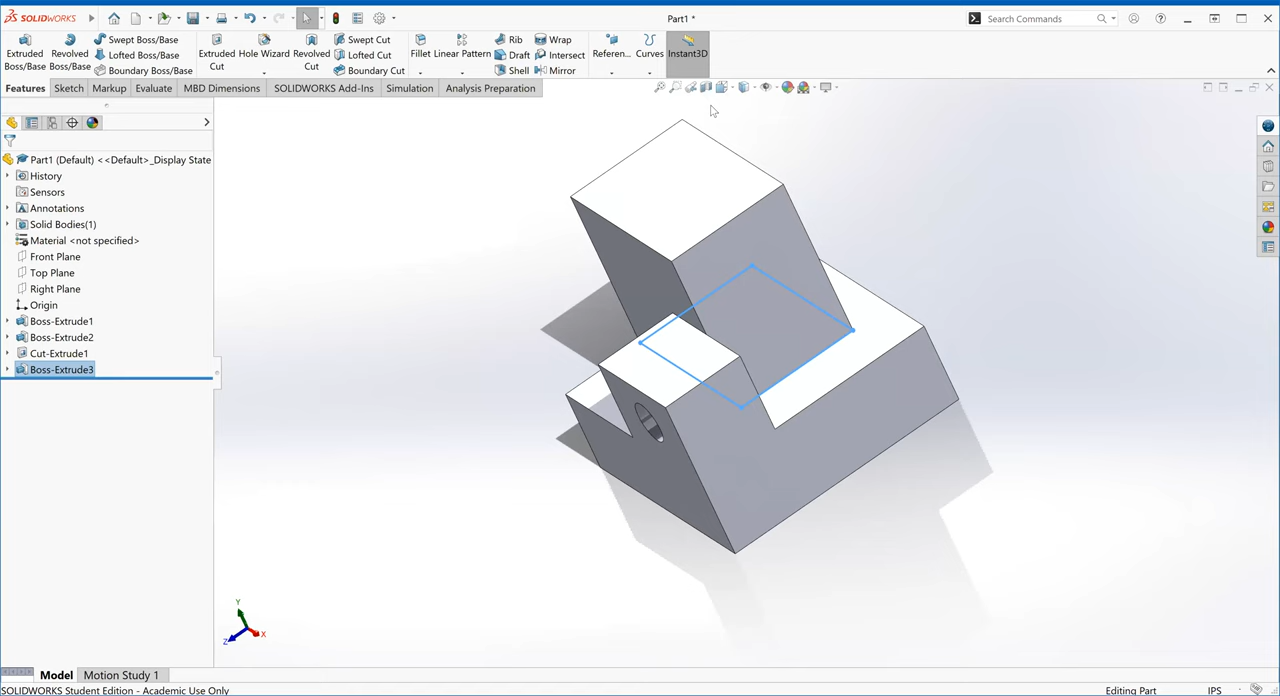 SOLIDWORKS
Part1 *
Search Commands
Extruded Boss/Base
Revolved Boss/Base
Swept Boss/Base
Lofted Boss/Base
Boundary Boss/Base
Extruded Cut
Hole Wizard
Revolved Cut
Swept Cut
Lofted Cut
Boundary Cut
Fillet
Linear Pattern
Rib
Draft
Shell
Wrap
Intersect
Mirror
Referen...
Curves
Instant3D
Features Sketch Markup Evaluate MBD Dimensions SOLIDWORKS Add-Ins Simulation Analysis Preparation
Part1 (Default) <<Default>_Display State
History
Sensors
Annotations
Solid Bodies(1)
Material <not specified>
Front Plane
Top Plane
Right Plane
Origin
Boss-Extrude1
Boss-Extrude2
Cut-Extrude1
Boss-Extrude3
Y
X
Z
Model Motion Study 1
SOLIDWORKS Student Edition - Academic Use Only
Editing Part
IPS